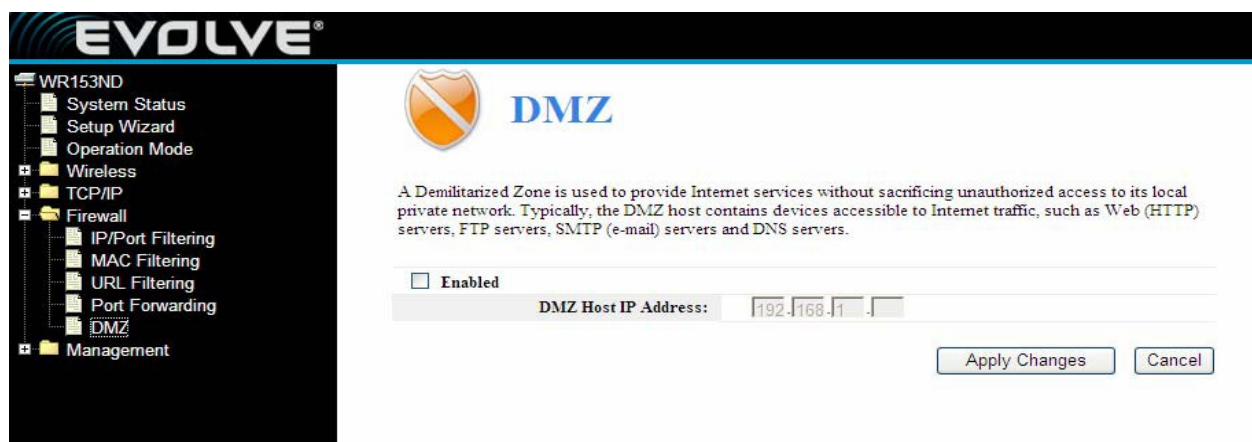 EVOLVE®
WR153ND
System Status
Setup Wizard
Operation Mode
Wireless
TCP/IP
Firewall
IP/Port Filtering
MAC Filtering
URL Filtering
Port Forwarding
DMZ
Management
DMZ
A Demilitarized Zone is used to provide Internet services without sacrificing unauthorized access to its local
private network. Typically, the DMZ host contains devices accessible to Internet traffic, such as Web (HTTP)
servers, FTP servers, SMTP (e-mail) servers and DNS servers.
Enabled
DMZ Host IP Address: 192.168.1.
Apply Changes Cancel